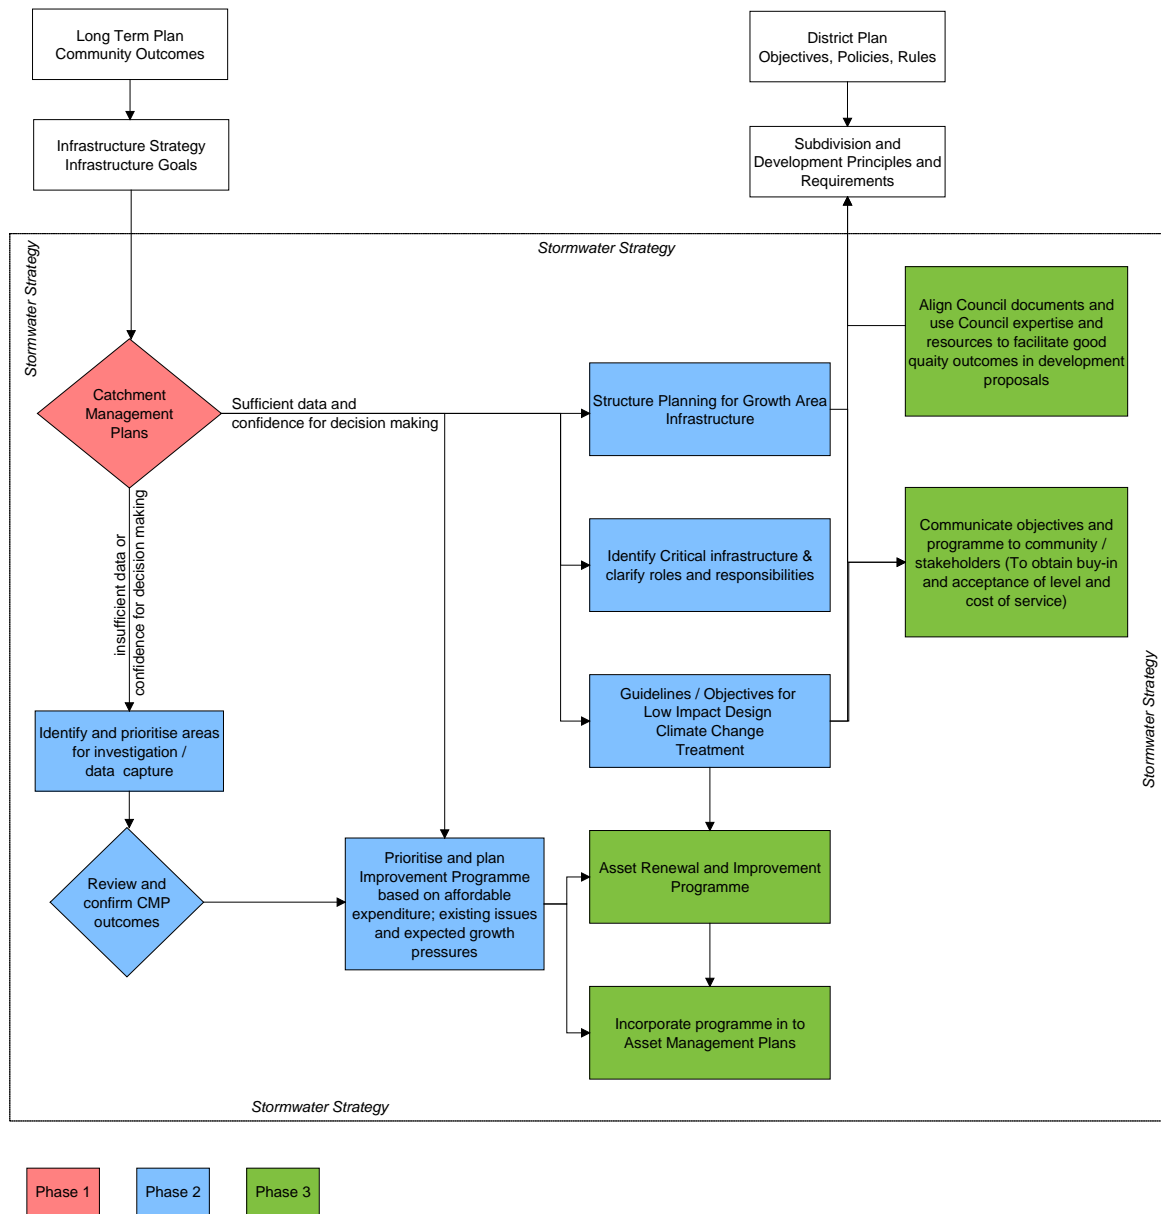 Long Term Plan
Community Outcomes
District Plan
Objectives, Policies, Rules
Infrastructure Strategy
Infrastructure Goals
Subdivision and
Development Principles and
Requirements
Stormwater Strategy
Stormwater Strategy
Align Council documents and
use Council expertise and
resources to facilitate good
quaity outcomes in development
proposals
Catchment
Management
Plans
Sufficient data and
confidence for decision making
Structure Planning for Growth Area
Infrastructure
insufficient data or
confidence for decision making
Identify Critical infrastructure &
clarify roles and responsibilities
Communicate objectives and
programme to community /
stakeholders (To obtain buy-in
and acceptance of level and
cost of service)
Stormwater Strategy
Guidelines / Objectives for
Low Impact Design
Climate Change
Treatment
Identify and prioritise areas
for investigation /
data capture
Review and
confirm CMP
outcomes
Prioritise and plan
Improvement Programme
based on affordable
expenditure; existing issues
and expected growth
pressures
Asset Renewal and Improvement
Programme
Incorporate programme in to
Asset Management Plans
Stormwater Strategy
Phase 1
Phase 2
Phase 3